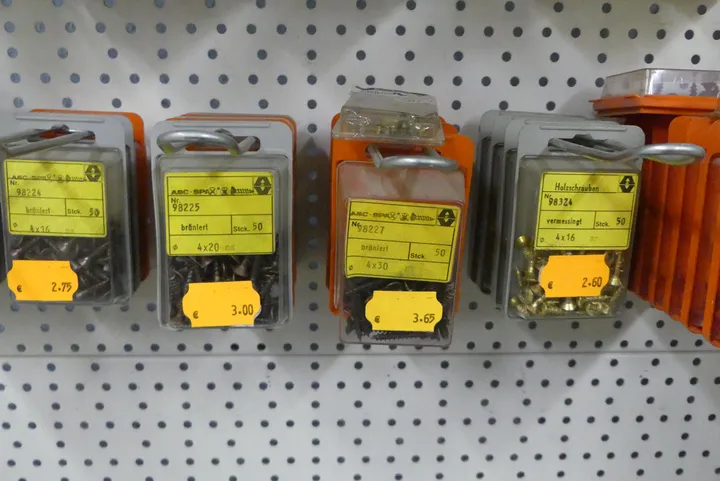 ABC-SPAX
Nr.
98224
brüniert
Stck. 50
4x16
€ 2.75
ABC-SPAX
Nr.
98225
brüniert
Stck. 50
ø 4x20
€ 3.00
ABC-SPAX
Nr.
98227
brüniert
Stck. 50
ø 4x30
€ 3.65
Holzschrauben
Nr.
98324
vermessingt
Stck. 50
ø 4x16
€ 2.60